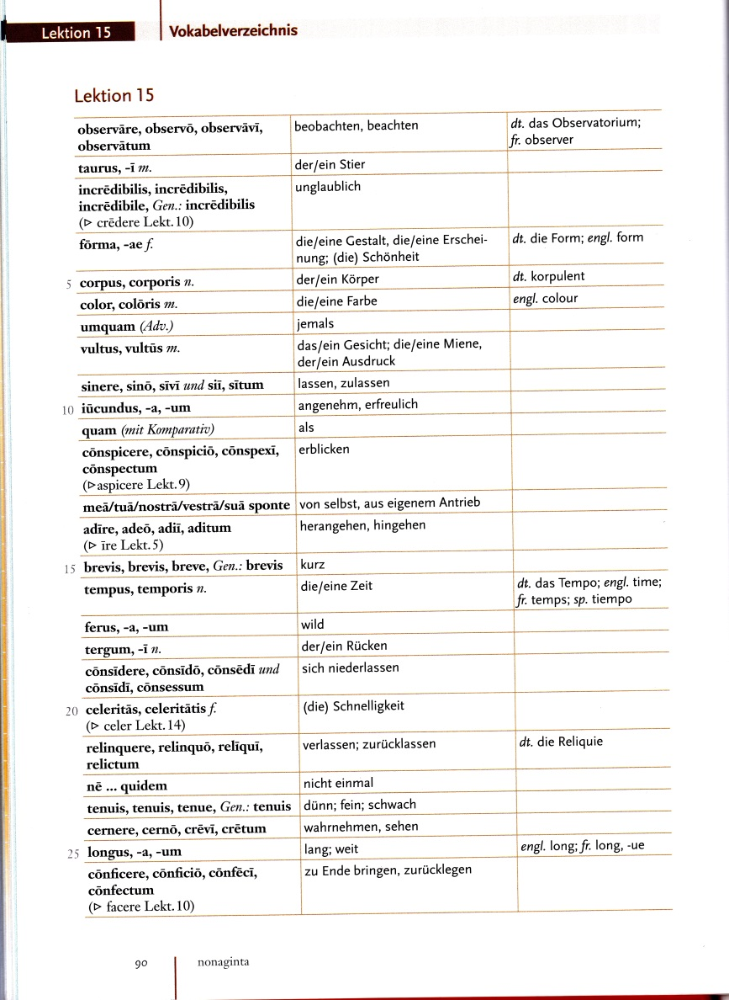 Lektion 15 Vokabelverzeichnis
Lektion 15
observāre, observō, observāvī, beobachten, beachten dt. das Observatorium;
observātum fr. observer
taurus, -ī m. der/ein Stier
incrēdibilis, incrēdibilis, unglaublich
incrēdibile, Gen.: incrēdibilis
(▷ crēdere Lekt. 10)
fōrma, -ae f. die/eine Gestalt, die/eine Erschei- dt. die Form; engl. form
nung; (die) Schönheit
5 corpus, corporis n. der/ein Körper dt. korpulent
color, colōris m. die/eine Farbe engl. colour
umquam (Adv.) jemals
vultus, vultūs m. das/ein Gesicht; die/eine Miene,
der/ein Ausdruck
sinere, sinō, sīvī und siī, sītum lassen, zulassen
10 iūcundus, -a, -um angenehm, erfreulich
quam (mit Komparativ) als
cōnspicere, cōnspiciō, cōnspexī, erblicken
cōnspectum
(▷aspicere Lekt. 9)
meā/tuā/nostrā/vestrā/suā sponte von selbst, aus eigenem Antrieb
adīre, adeō, adiī, aditum herangehen, hingehen
(▷ īre Lekt. 5)
15 brevis, brevis, breve, Gen.: brevis kurz
tempus, temporis n. die/eine Zeit dt. das Tempo; engl. time;
fr. temps; sp. tiempo
ferus, -a, -um wild
tergum, -ī n. der/ein Rücken
cōnsīdere, cōnsīdō, cōnsēdī und sich niederlassen
cōnsīdī, cōnsessum
20 celeritās, celeritātis f. (die) Schnelligkeit
(▷ celer Lekt. 14)
relinquere, relinquō, relīquī, verlassen; zurücklassen dt. die Reliquie
relictum
nē ... quidem nicht einmal
tenuis, tenuis, tenue, Gen.: tenuis dünn; fein; schwach
cernere, cernō, crēvī, crētum wahrnehmen, sehen
25 longus, -a, -um lang; weit engl. long; fr. long, -ue
cōnficere, cōnficiō, cōnfēcī, zu Ende bringen, zurücklegen
cōnfectum
(▷ facere Lekt. 10)
90 nonaginta